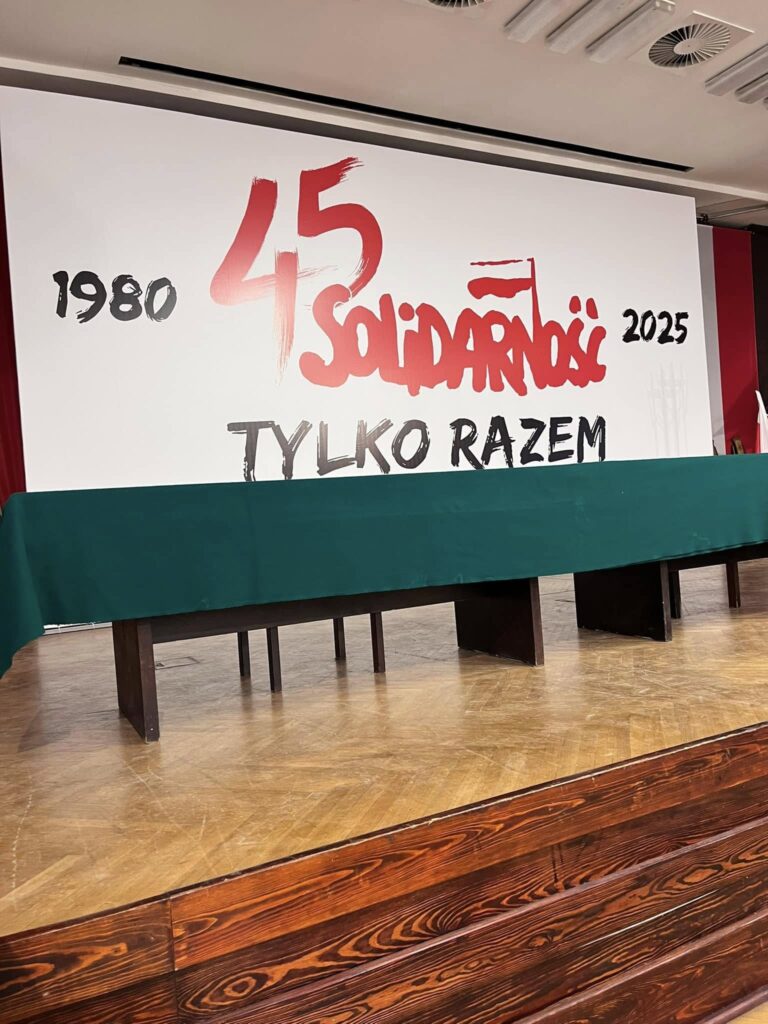 1980 45 SOLiDARNOŚĆ 2025
TYLKO RAZEM